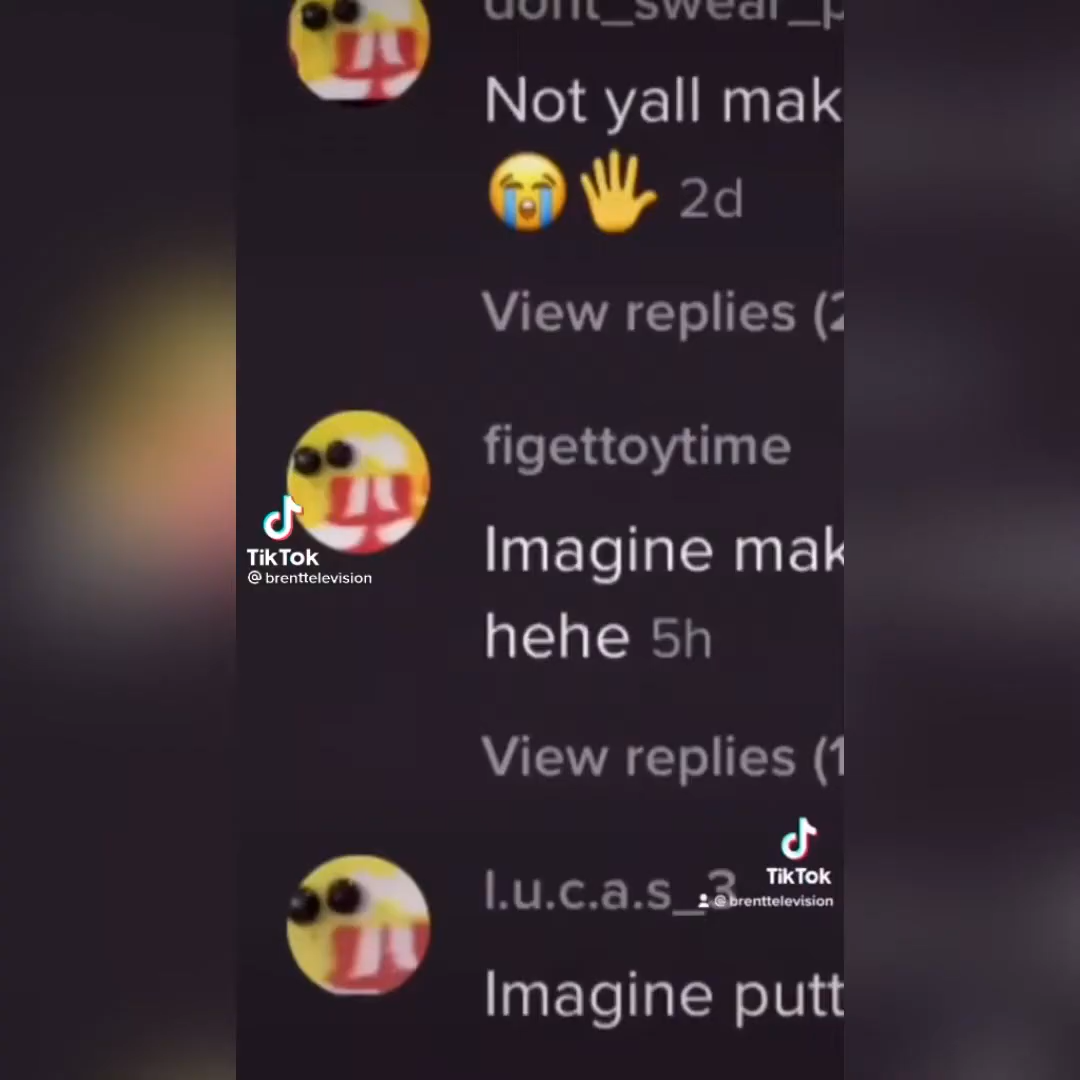 dont_swear_p
Not yall mak
😭🖐 2d
View replies (2
figettoytime
Imagine mak
hehe 5h
View replies (1
l.u.c.a.s_3
Imagine putt
TikTok
@brenttelevision
TikTok
@brenttelevision